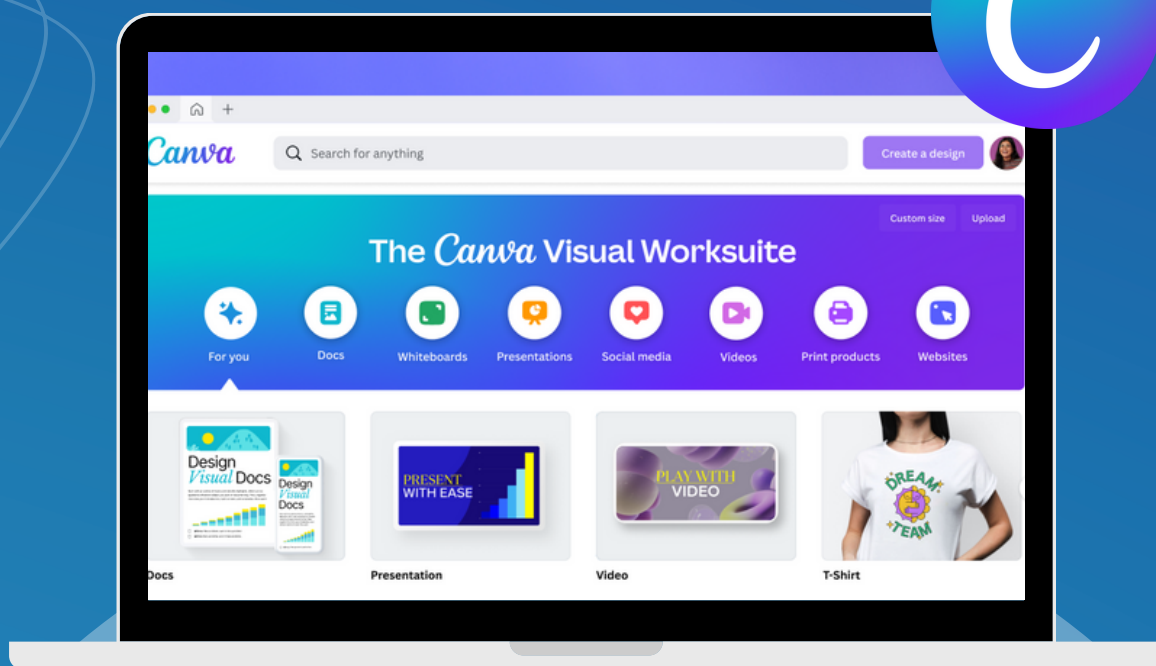 C
Canva
Search for anything
Create a design
Custom size
Upload
The Canva Visual Worksuite
For you
Docs
Whiteboards
Presentations
Social media
Videos
Print products
Websites
Design
Visual Docs
Design
Visual
Docs
PRESENT
WITH EASE
PLAY WITH
VIDEO
DREAM
TEAM
Docs
Presentation
Video
T-Shirt